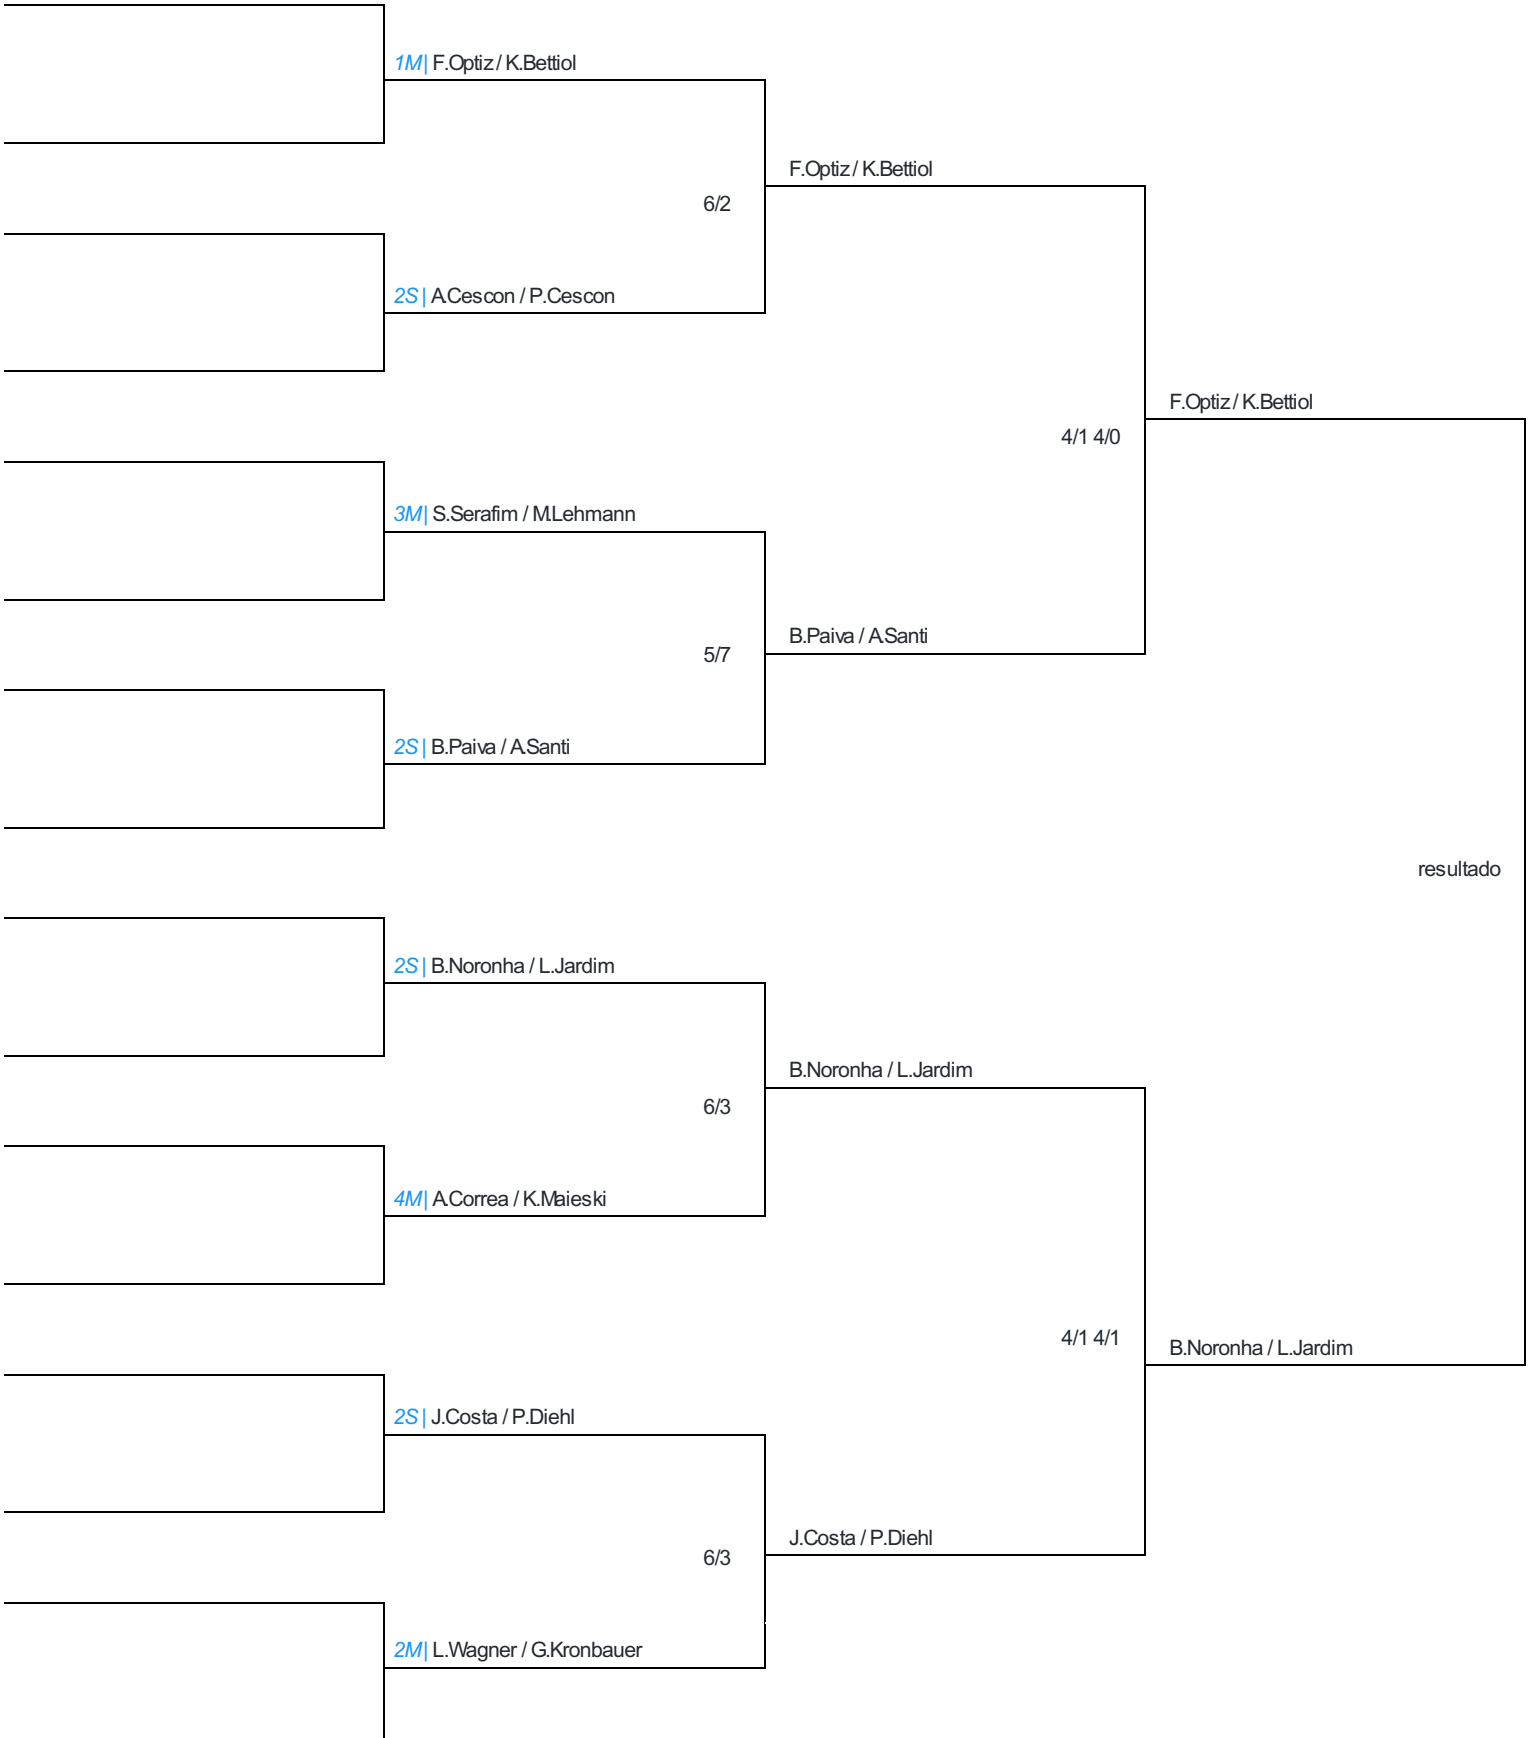 1M| F.Optiz / K.Bettiol
F.Optiz / K.Bettiol
6/2
2S | A.Cescon / P.Cescon
F.Optiz / K.Bettiol
4/1 4/0
3M| S.Serafim / M.Lehmann
B.Paiva / A.Santi
5/7
2S | B.Paiva / A.Santi
resultado
2S | B.Noronha / L.Jardim
B.Noronha / L.Jardim
6/3
4M| A.Correa / K.Maieski
4/1 4/1
B.Noronha / L.Jardim
2S | J.Costa / P.Diehl
J.Costa / P.Diehl
6/3
2M| L.Wagner / G.Kronbauer